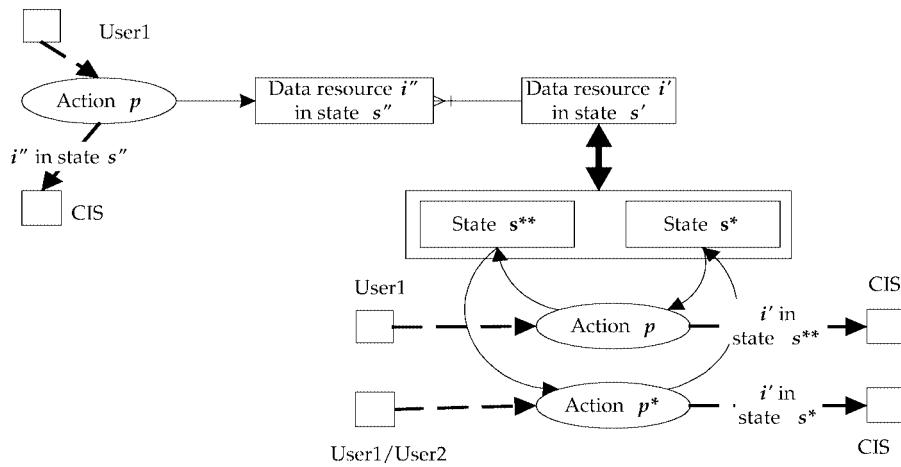 User1
Action p
Data resource i″
in state s″
Data resource i′
in state s′
i″ in state s″
CIS
State s**
State s*
User1
CIS
Action p
i′ in
state s**
Action p*
i′ in
state s*
User1/User2
CIS